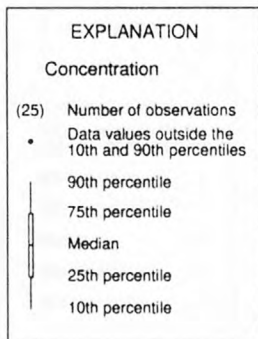 EXPLANATION
Concentration
(25) Number of observations
Data values outside the
10th and 90th percentiles
90th percentile
75th percentile
Median
25th percentile
10th percentile